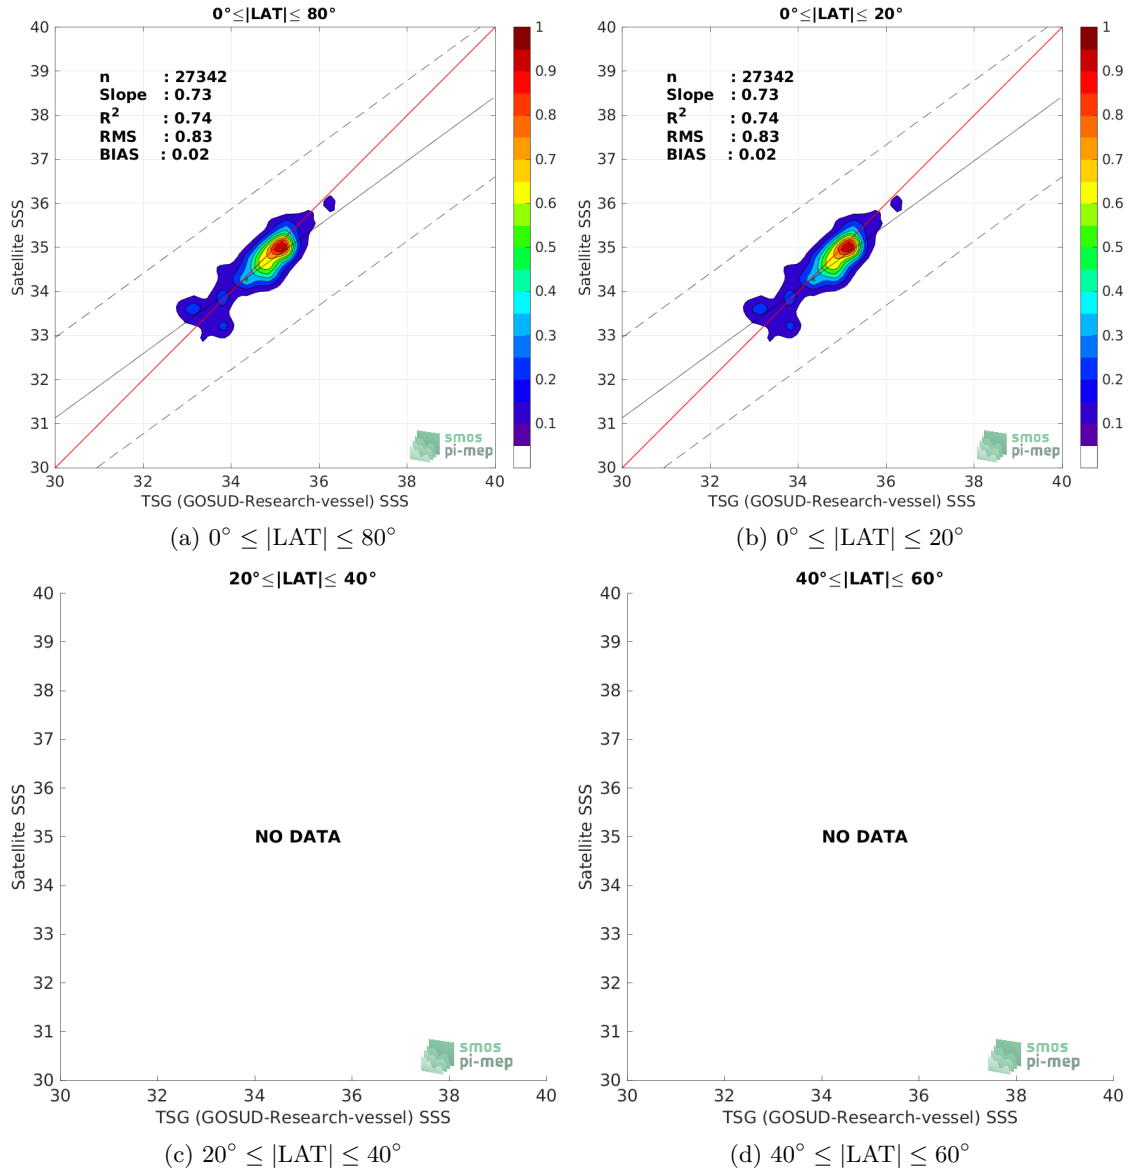 0°≤|LAT|≤ 80°
40
39
38
37
36
35
34
33
32
31
30
Satellite SSS
n : 27342
Slope : 0.73
R2 : 0.74
RMS : 0.83
BIAS : 0.02
smos
pi-mep
30 32 34 36 38 40
TSG (GOSUD-Research-vessel) SSS
1
0.9
0.8
0.7
0.6
0.5
0.4
0.3
0.2
0.1
(a) 0° ≤ |LAT| ≤ 80°
0°≤|LAT|≤ 20°
40
39
38
37
36
35
34
33
32
31
30
Satellite SSS
n : 27342
Slope : 0.73
R2 : 0.74
RMS : 0.83
BIAS : 0.02
smos
pi-mep
30 32 34 36 38 40
TSG (GOSUD-Research-vessel) SSS
1
0.9
0.8
0.7
0.6
0.5
0.4
0.3
0.2
0.1
(b) 0° ≤ |LAT| ≤ 20°
20°≤|LAT|≤ 40°
40
39
38
37
36
35
34
33
32
31
30
Satellite SSS
NO DATA
smos
pi-mep
30 32 34 36 38 40
TSG (GOSUD-Research-vessel) SSS
(c) 20° ≤ |LAT| ≤ 40°
40°≤|LAT|≤ 60°
40
39
38
37
36
35
34
33
32
31
30
Satellite SSS
NO DATA
smos
pi-mep
30 32 34 36 38 40
TSG (GOSUD-Research-vessel) SSS
(d) 40° ≤ |LAT| ≤ 60°